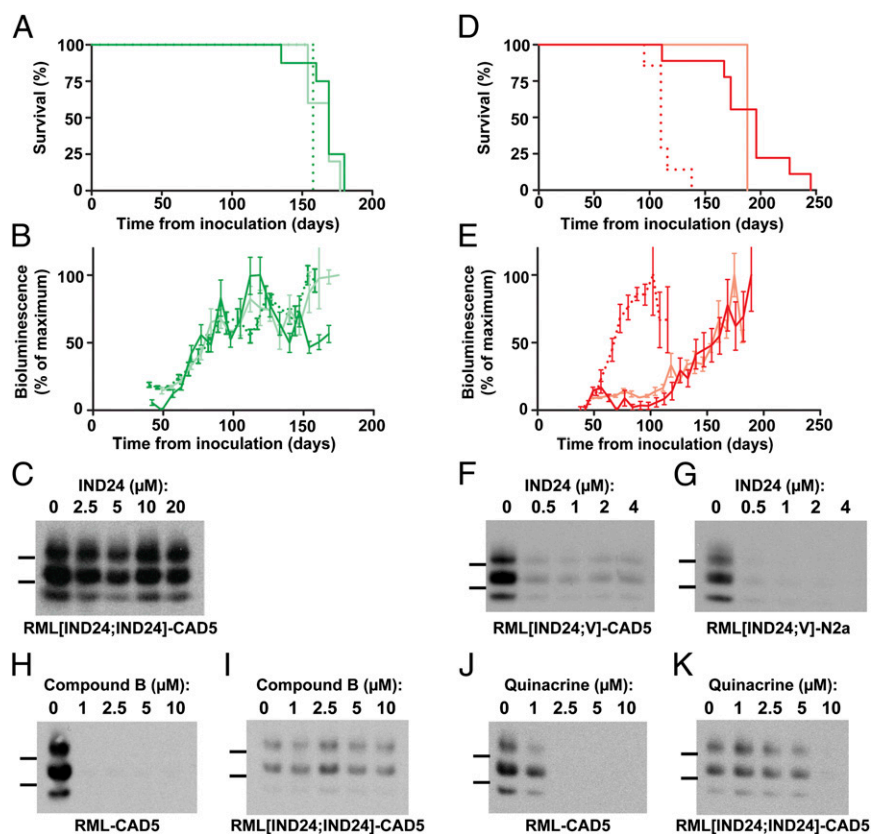 A
Survival (%)
100
75
50
25
0
0 50 100 150 200
Time from inoculation (days)
D
Survival (%)
100
75
50
25
0
0 50 100 150 200 250
Time from inoculation (days)
B
Bioluminescence
(% of maximum)
100
50
0
0 50 100 150 200
Time from inoculation (days)
E
Bioluminescence
(% of maximum)
100
50
0
0 50 100 150 200 250
Time from inoculation (days)
C
IND24 (µM):
0 2.5 5 10 20
RML[IND24;IND24]-CAD5
F
IND24 (µM):
0 0.5 1 2 4
RML[IND24;V]-CAD5
G
IND24 (µM):
0 0.5 1 2 4
RML[IND24;V]-N2a
H
Compound B (µM):
0 1 2.5 5 10
RML-CAD5
I
Compound B (µM):
0 1 2.5 5 10
RML[IND24;IND24]-CAD5
J
Quinacrine (µM):
0 1 2.5 5 10
RML-CAD5
K
Quinacrine (µM):
0 1 2.5 5 10
RML[IND24;IND24]-CAD5